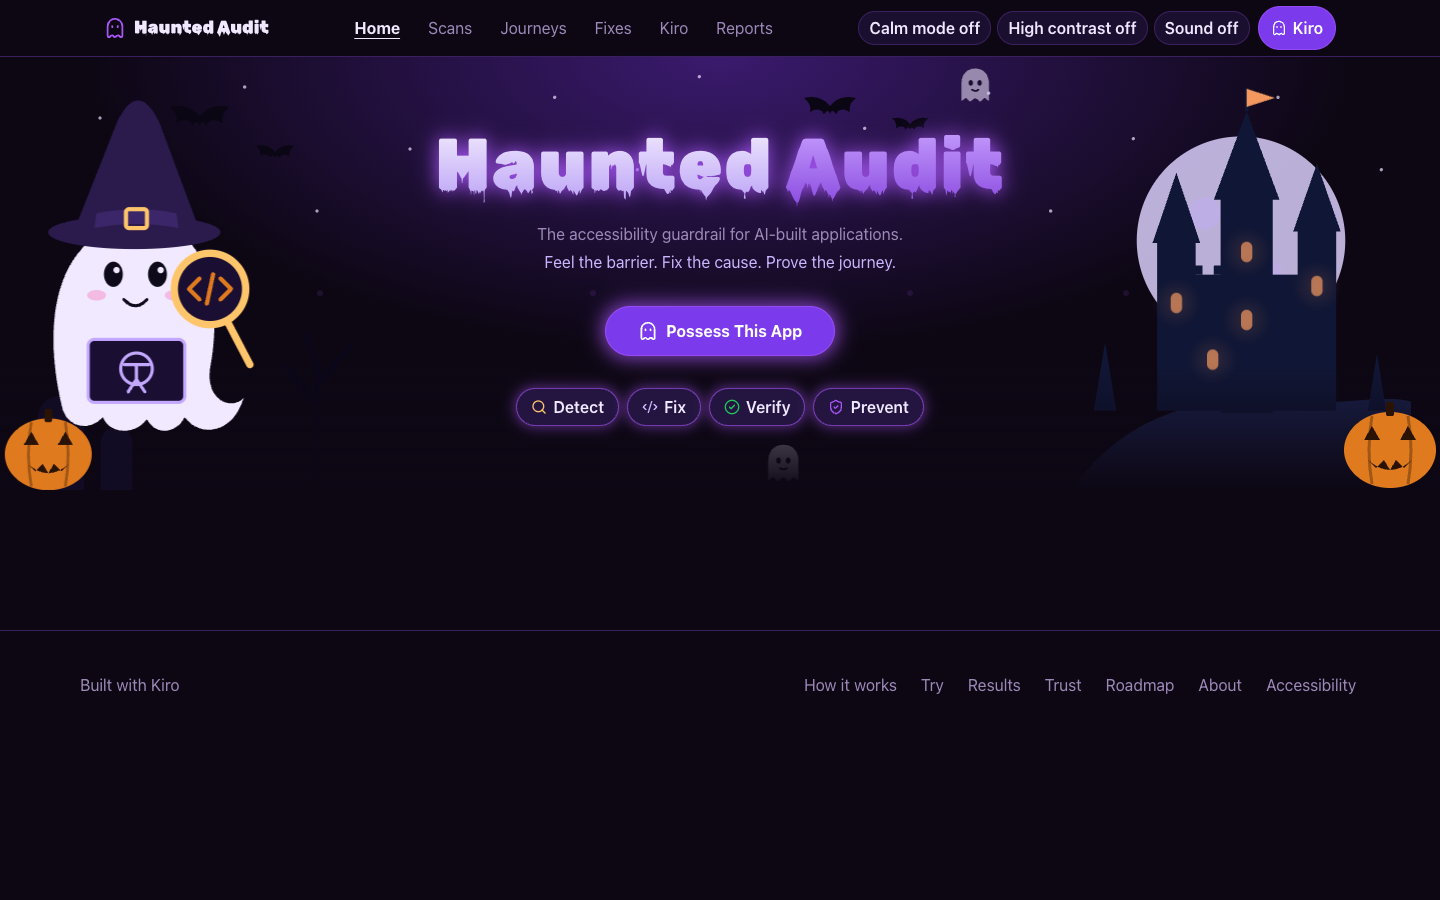 Haunted Audit
Home Scans Journeys Fixes Kiro Reports
Calm mode off High contrast off Sound off Kiro
Haunted Audit
The accessibility guardrail for AI-built applications.
Feel the barrier. Fix the cause. Prove the journey.
Possess This App
Detect Fix Verify Prevent
Built with Kiro
How it works Try Results Trust Roadmap About Accessibility